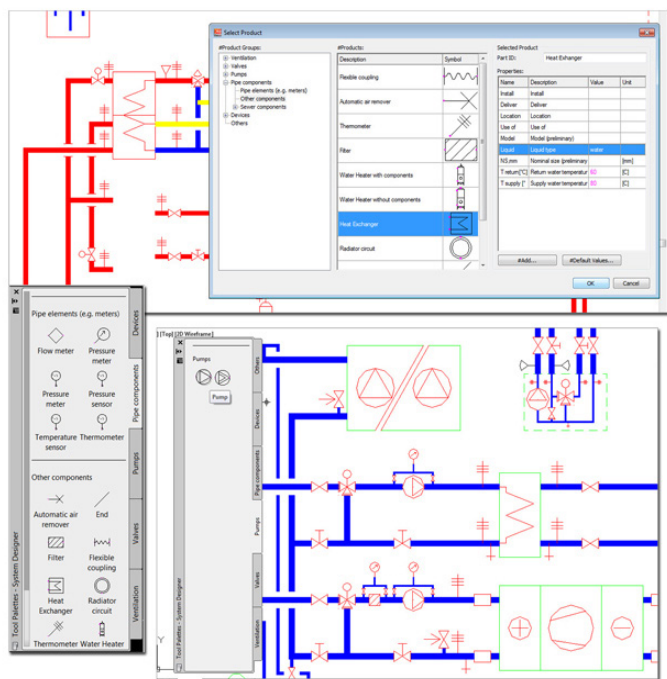 Select Product
#Product Groups:
Ventilation
Valves
Pumps
Pipe components
Pipe elements (e.g. meters)
Other components
Sewer components
Devices
Others
#Products:
Description Symbol
Flexible coupling
Automatic air remover
Thermometer
Filter
Water Heater with components
Water Heater without components
Heat Exchanger
Radiator circuit
Selected Product
Part ID: Heat Exhanger
Properties:
Name Description Value Unit
Install Install
Deliver Deliver
Location Location
Use of Use of
Model Model (preliminary)
Liquid Liquid type water
NS.mm Nominal size (preliminary [mm]
T return[°C] Return water temperatur 60 [C]
T supply [° Supply water temperatur 80 [C]
#Add... #Default Values...
OK Cancel
Tool Palettes - System Designer
Pipe elements (e.g. meters)
Flow meter
Pressure meter
Pressure meter
Pressure sensor
Temperature sensor
Thermometer
Other components
Automatic air remover
End
Filter
Flexible coupling
Heat Exchanger
Radiator circuit
Thermometer
Water Heater
Devices
Pipe components
Pumps
Valves
Ventilation
[Top] [2D Wireframe]
Tool Palettes - System Designer
Pumps
Pump
Others
Devices
Pipe components
Pumps
Valves
Ventilation
Y